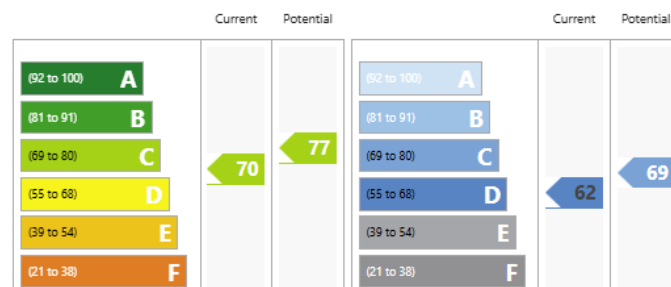 Current Potential
(92 to 100) A
(81 to 91) B
(69 to 80) C
(55 to 68) D
(39 to 54) E
(21 to 38) F
70
77
Current Potential
(92 to 100) A
(81 to 91) B
(69 to 80) C
(55 to 68) D
(39 to 54) E
(21 to 38) F
62
69